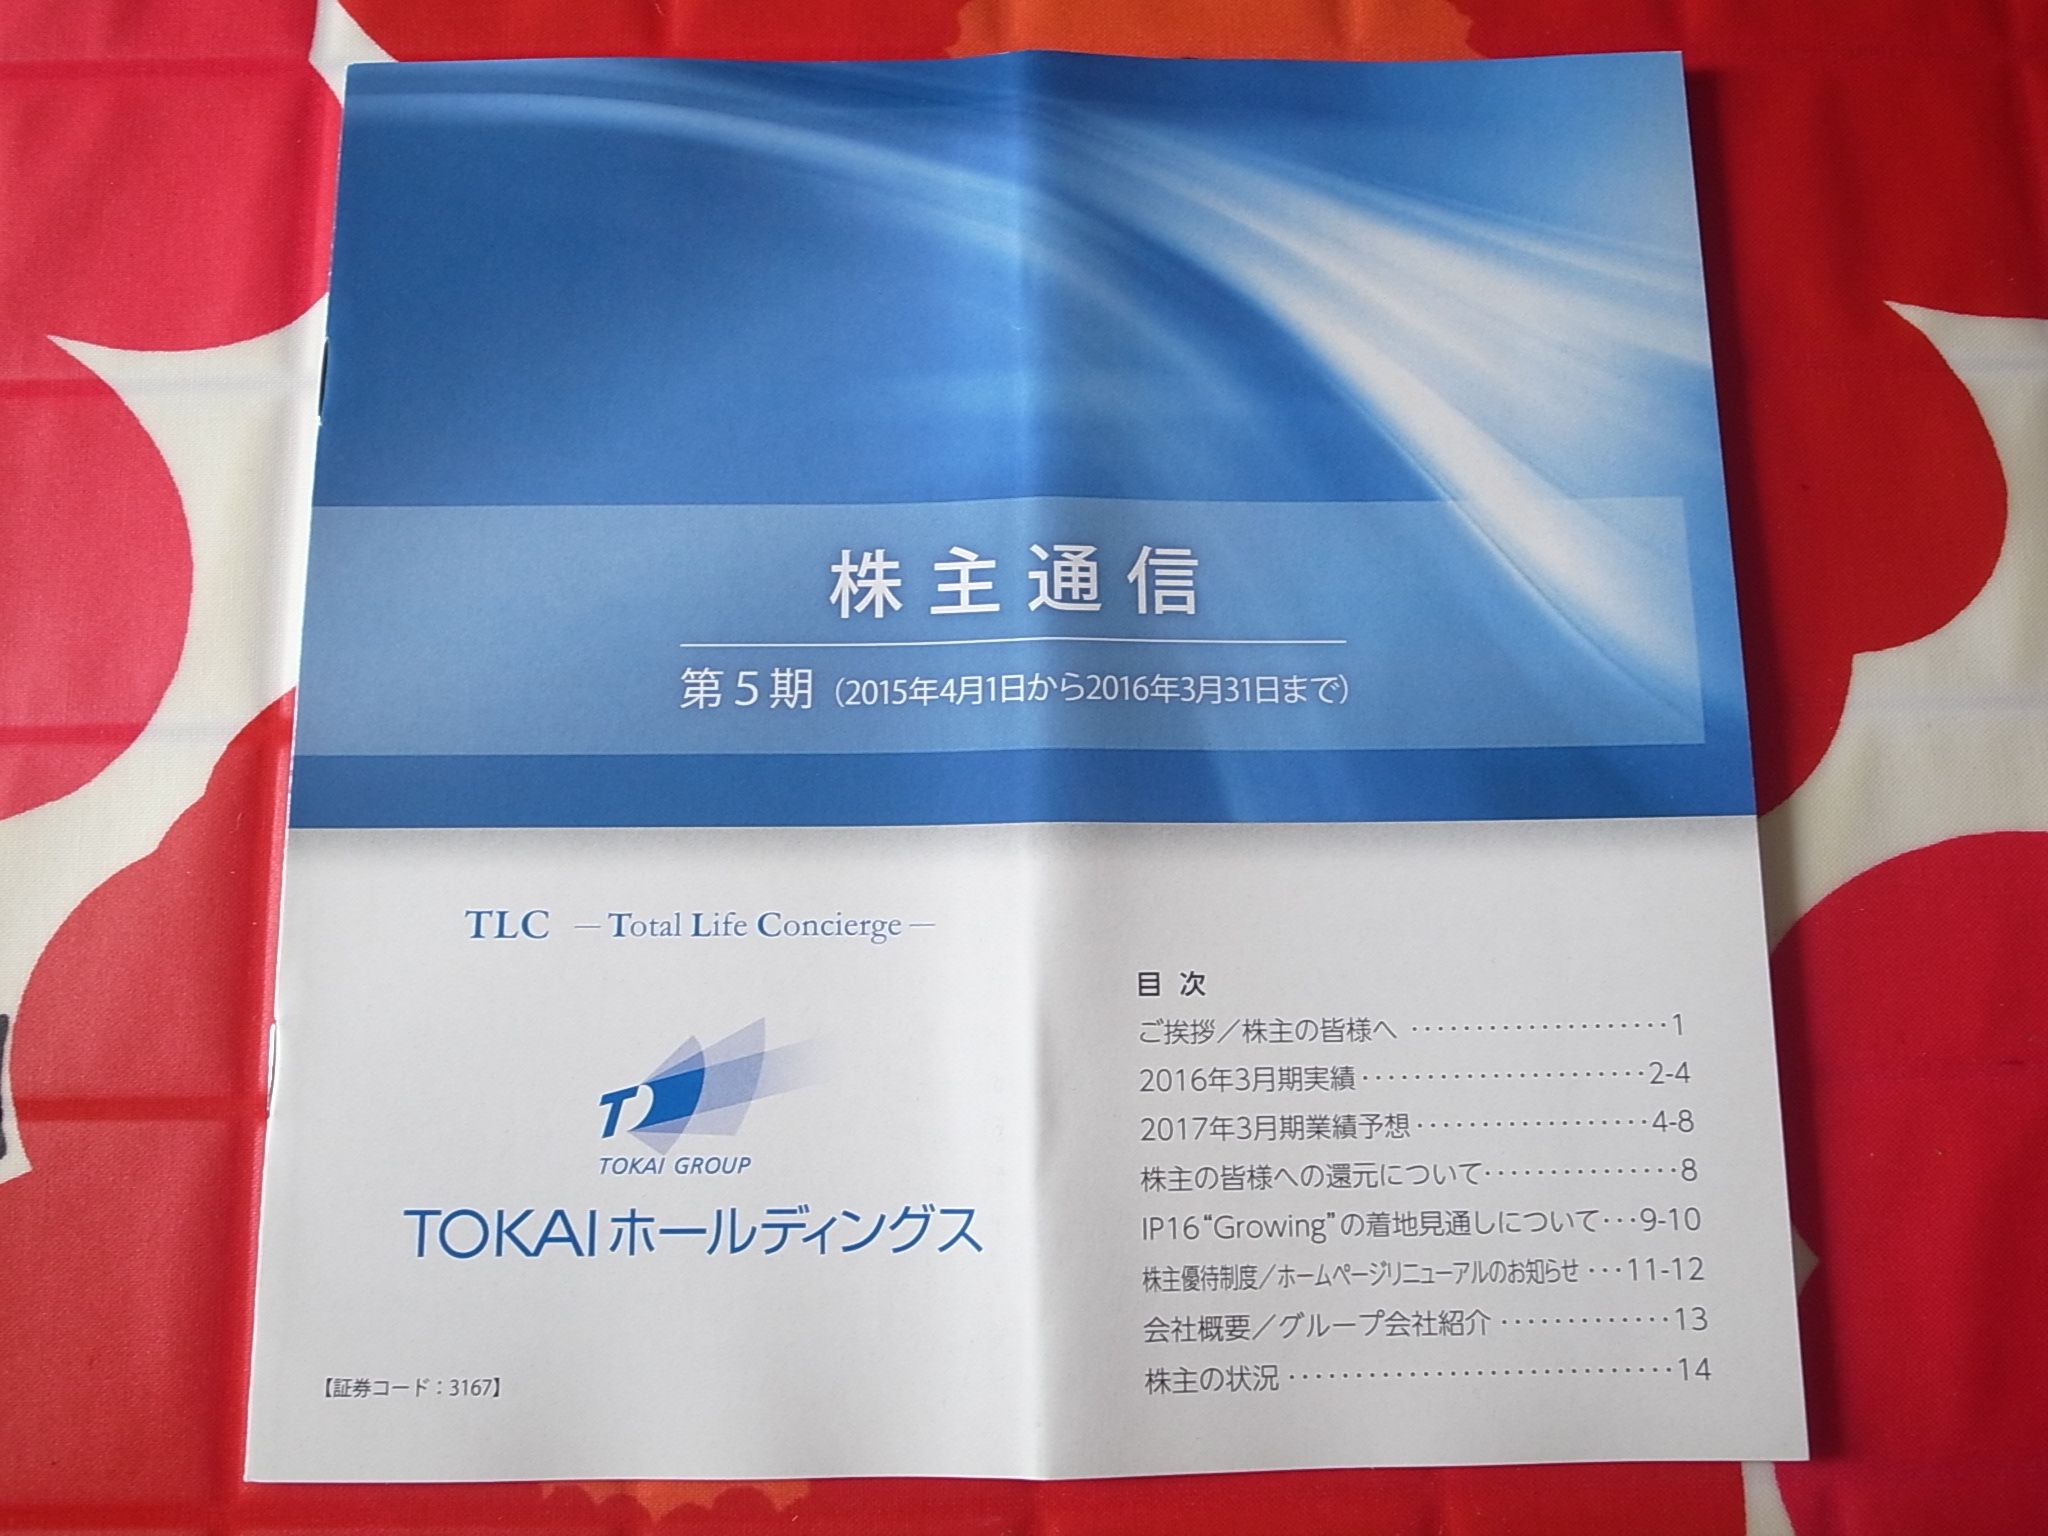 株主通信
第5期（2015年4月1日から2016年3月31日まで）
TLC －Total Life Concierge－
TOKAI GROUP
TOKAIホールディングス
【証券コード：3167】
目 次
ご挨拶／株主の皆様へ ････････････････････1
2016年3月期実績･･････････････････････2-4
2017年3月期業績予想･･････････････････4-8
株主の皆様への還元について･･･････････････8
IP16“Growing”の着地見通しについて･･･9-10
株主優待制度／ホームページリニューアルのお知らせ ･･･11-12
会社概要／グループ会社紹介 ･････････････13
株主の状況 ･･････････････････････････････14